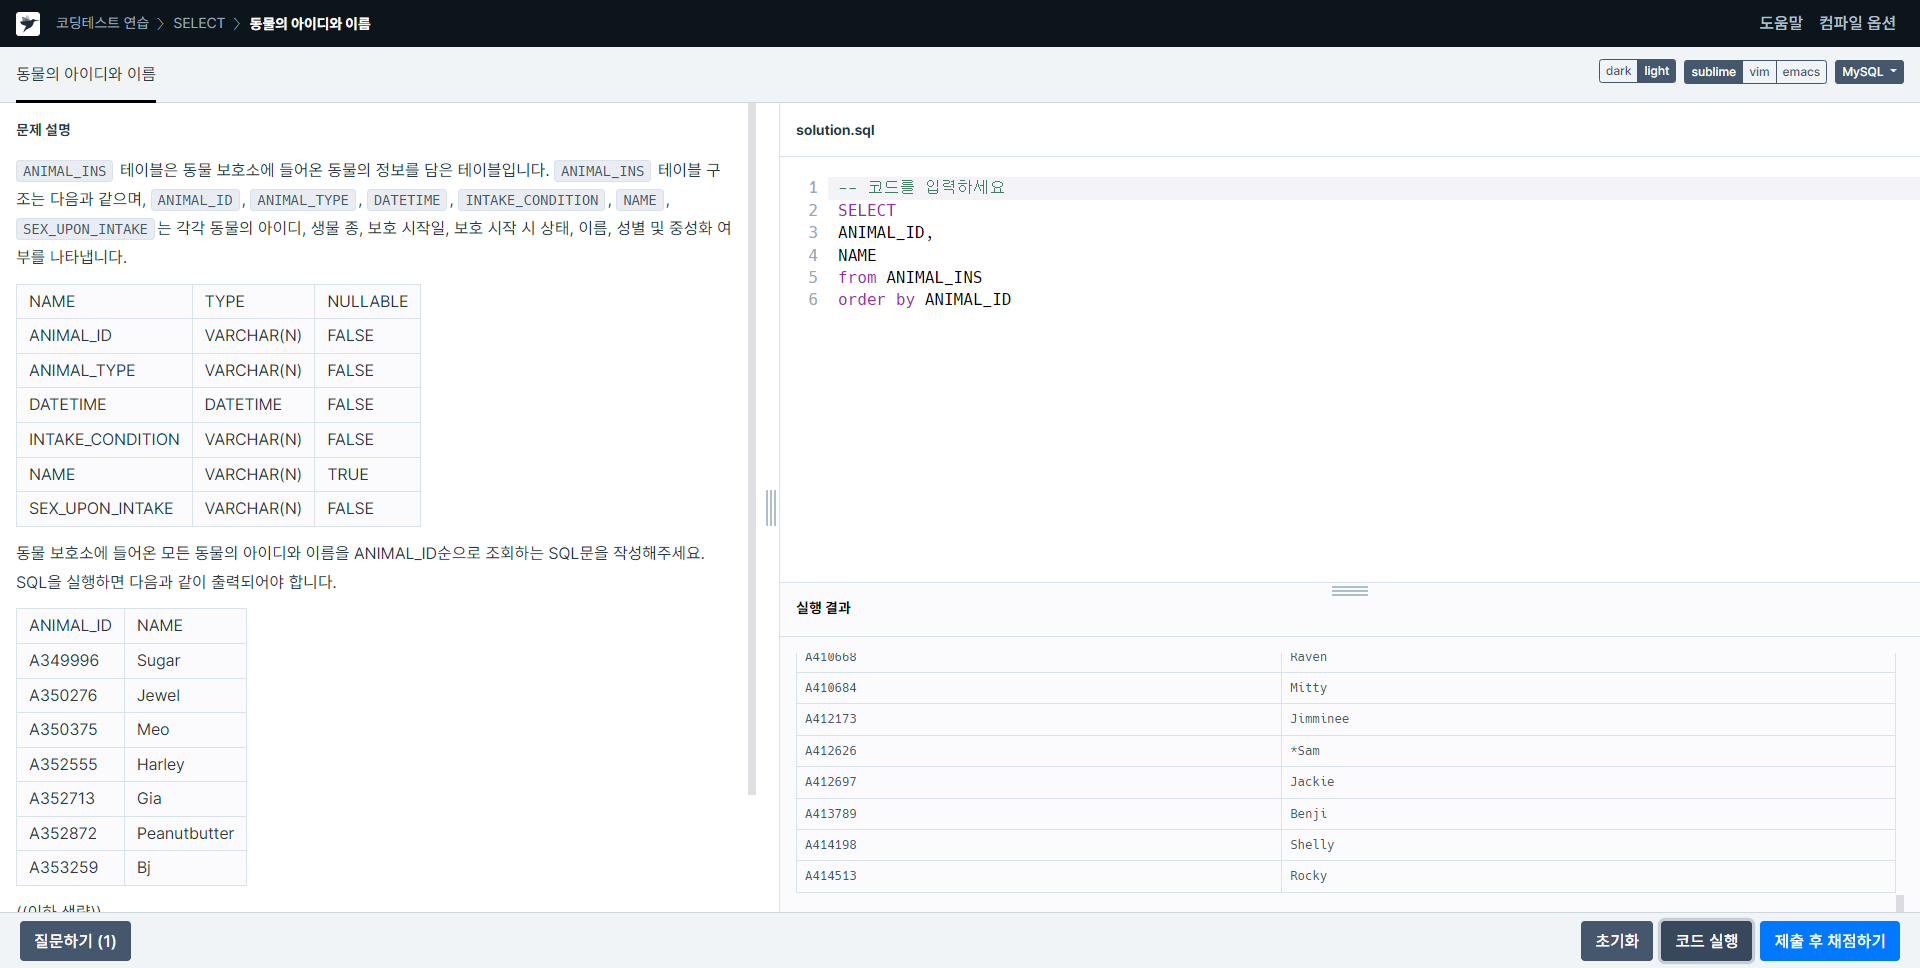 코딩테스트 연습 > SELECT > 동물의 아이디와 이름
도움말 컴파일 옵션
동물의 아이디와 이름
dark light sublime vim emacs MySQL
문제 설명
ANIMAL_INS 테이블은 동물 보호소에 들어온 동물의 정보를 담은 테이블입니다. ANIMAL_INS 테이블 구
조는 다음과 같으며, ANIMAL_ID, ANIMAL_TYPE, DATETIME, INTAKE_CONDITION, NAME,
SEX_UPON_INTAKE는 각각 동물의 아이디, 생물 종, 보호 시작일, 보호 시작 시 상태, 이름, 성별 및 중성화 여
부를 나타냅니다.
NAME TYPE NULLABLE
ANIMAL_ID VARCHAR(N) FALSE
ANIMAL_TYPE VARCHAR(N) FALSE
DATETIME DATETIME FALSE
INTAKE_CONDITION VARCHAR(N) FALSE
NAME VARCHAR(N) TRUE
SEX_UPON_INTAKE VARCHAR(N) FALSE
동물 보호소에 들어온 모든 동물의 아이디와 이름을 ANIMAL_ID순으로 조회하는 SQL문을 작성해주세요.
SQL을 실행하면 다음과 같이 출력되어야 합니다.
ANIMAL_ID NAME
A349996 Sugar
A350276 Jewel
A350375 Meo
A352555 Harley
A352713 Gia
A352872 Peanutbutter
A353259 Bj
((이하 생략))
질문하기 (1)
solution.sql
1 -- 코드를 입력하세요
2 SELECT
3 ANIMAL_ID,
4 NAME
5 from ANIMAL_INS
6 order by ANIMAL_ID
실행 결과
A410668 Raven
A410684 Mitty
A412173 Jimminee
A412626 *Sam
A412697 Jackie
A413789 Benji
A414198 Shelly
A414513 Rocky
초기화 코드 실행 제출 후 채점하기